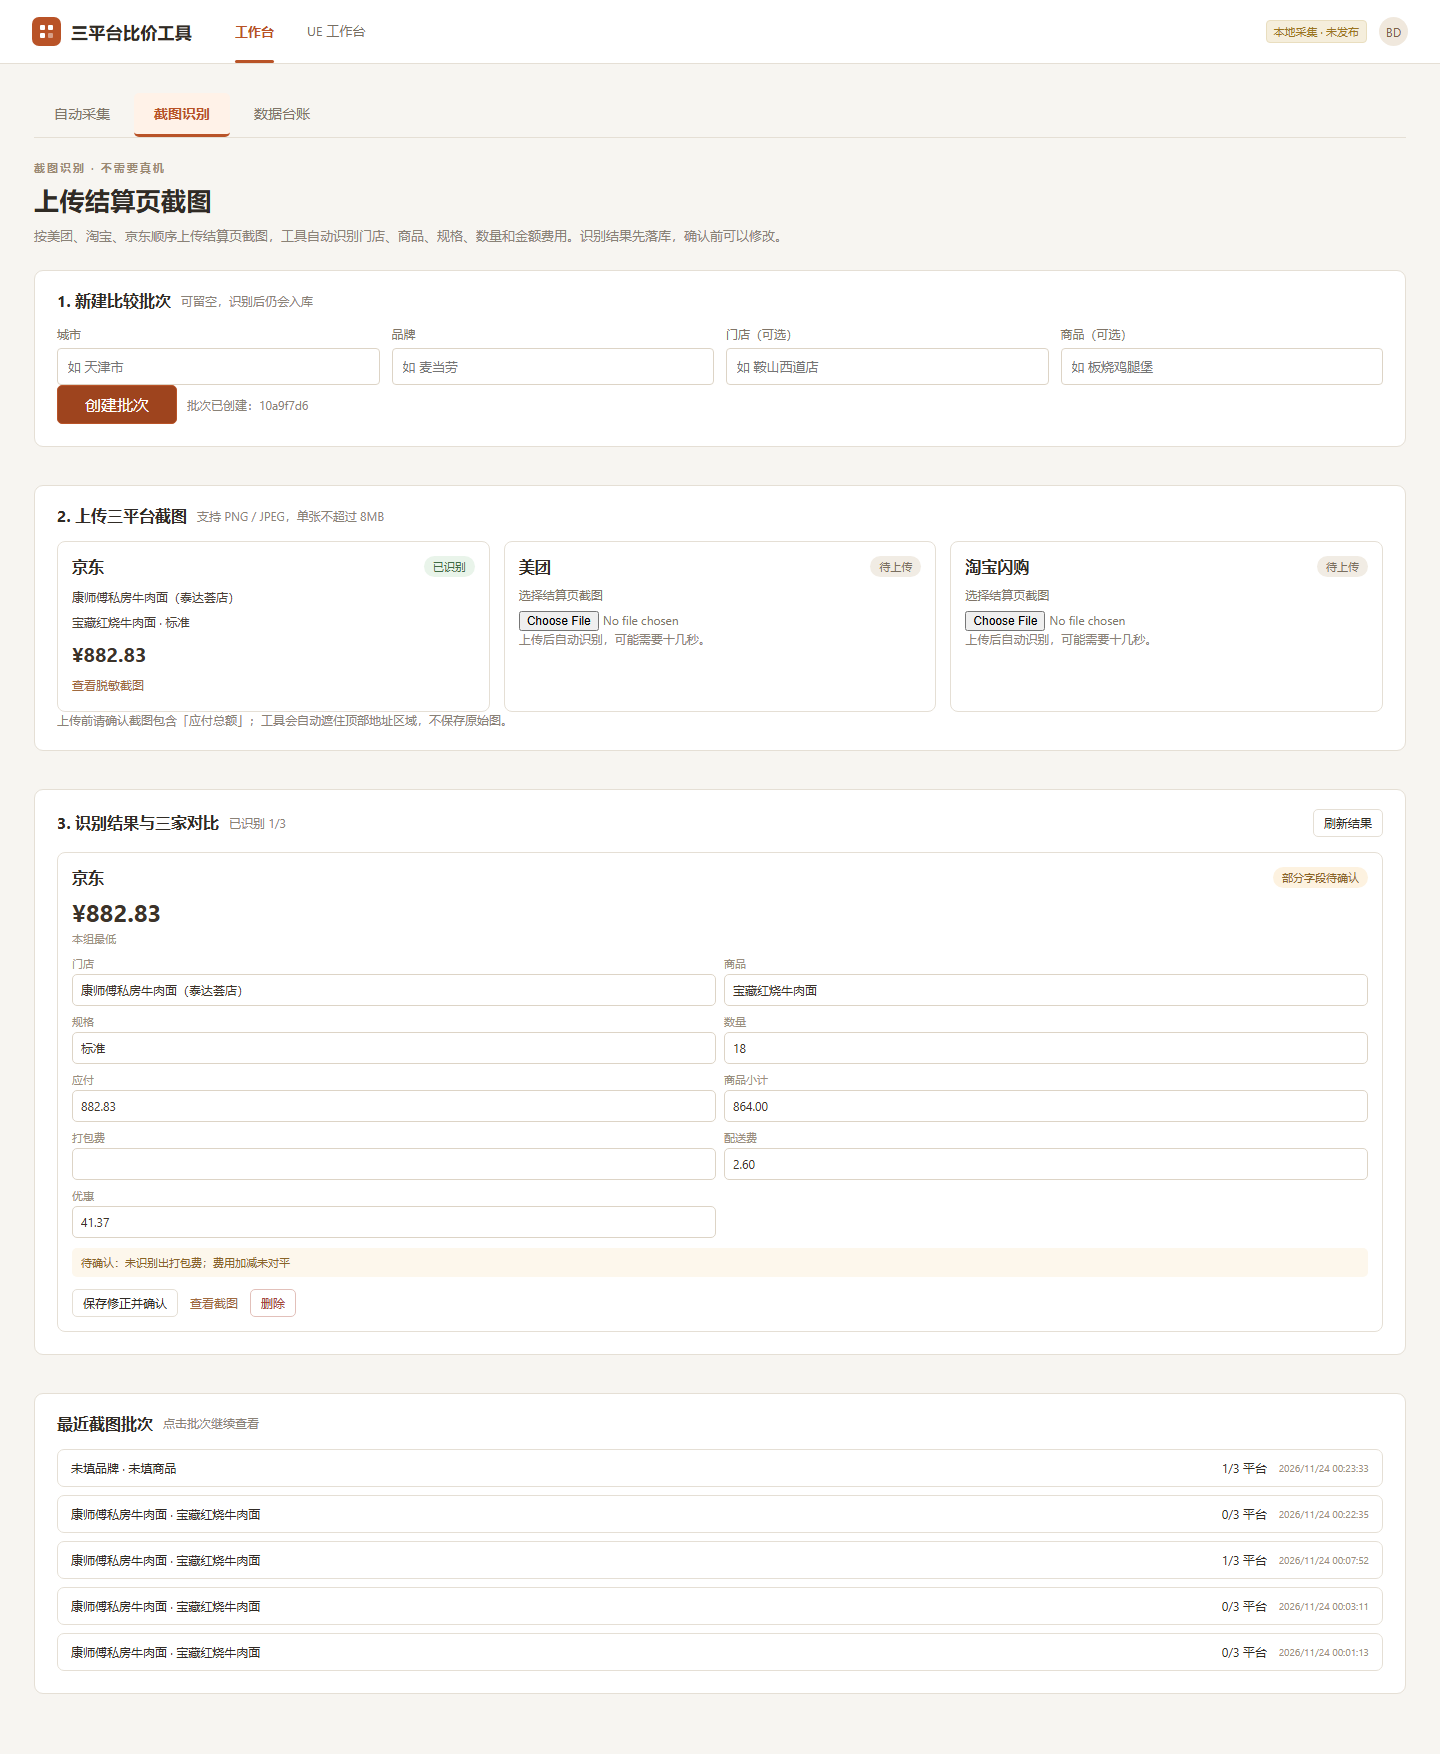 三平台比价工具
工作台
UE 工作台
本地采集 · 未发布
BD
自动采集
截图识别
数据台账
截图识别 · 不需要真机
上传结算页截图
按美团、淘宝、京东顺序上传结算页截图，工具自动识别门店、商品、规格、数量和金额费用。识别结果先落库，确认前可以修改。
1. 新建比较批次 可留空，识别后仍会入库
城市
品牌
门店（可选）
商品（可选）
如 天津市
如 麦当劳
如 鞍山西道店
如 板烧鸡腿堡
创建批次
批次已创建：10a9f7d6
2. 上传三平台截图 支持 PNG / JPEG，单张不超过 8MB
京东
已识别
康师傅私房牛肉面（泰达荟店）
宝藏红烧牛肉面 · 标准
¥882.83
查看脱敏截图
美团
待上传
选择结算页截图
Choose File No file chosen
上传后自动识别，可能需要十几秒。
淘宝闪购
待上传
选择结算页截图
Choose File No file chosen
上传后自动识别，可能需要十几秒。
上传前请确认截图包含「应付总额」；工具会自动遮住顶部地址区域，不保存原始图。
3. 识别结果与三家对比 已识别 1/3
刷新结果
京东
部分字段待确认
¥882.83
本组最低
门店
商品
康师傅私房牛肉面（泰达荟店）
宝藏红烧牛肉面
规格
数量
标准
18
应付
商品小计
882.83
864.00
打包费
配送费
2.60
优惠
41.37
待确认：未识别出打包费；费用加减未对平
保存修正并确认
查看截图
删除
最近截图批次 点击批次继续查看
未填品牌 · 未填商品
1/3 平台 2026/11/24 00:23:33
康师傅私房牛肉面 · 宝藏红烧牛肉面
0/3 平台 2026/11/24 00:22:35
康师傅私房牛肉面 · 宝藏红烧牛肉面
1/3 平台 2026/11/24 00:07:52
康师傅私房牛肉面 · 宝藏红烧牛肉面
0/3 平台 2026/11/24 00:03:11
康师傅私房牛肉面 · 宝藏红烧牛肉面
0/3 平台 2026/11/24 00:01:13